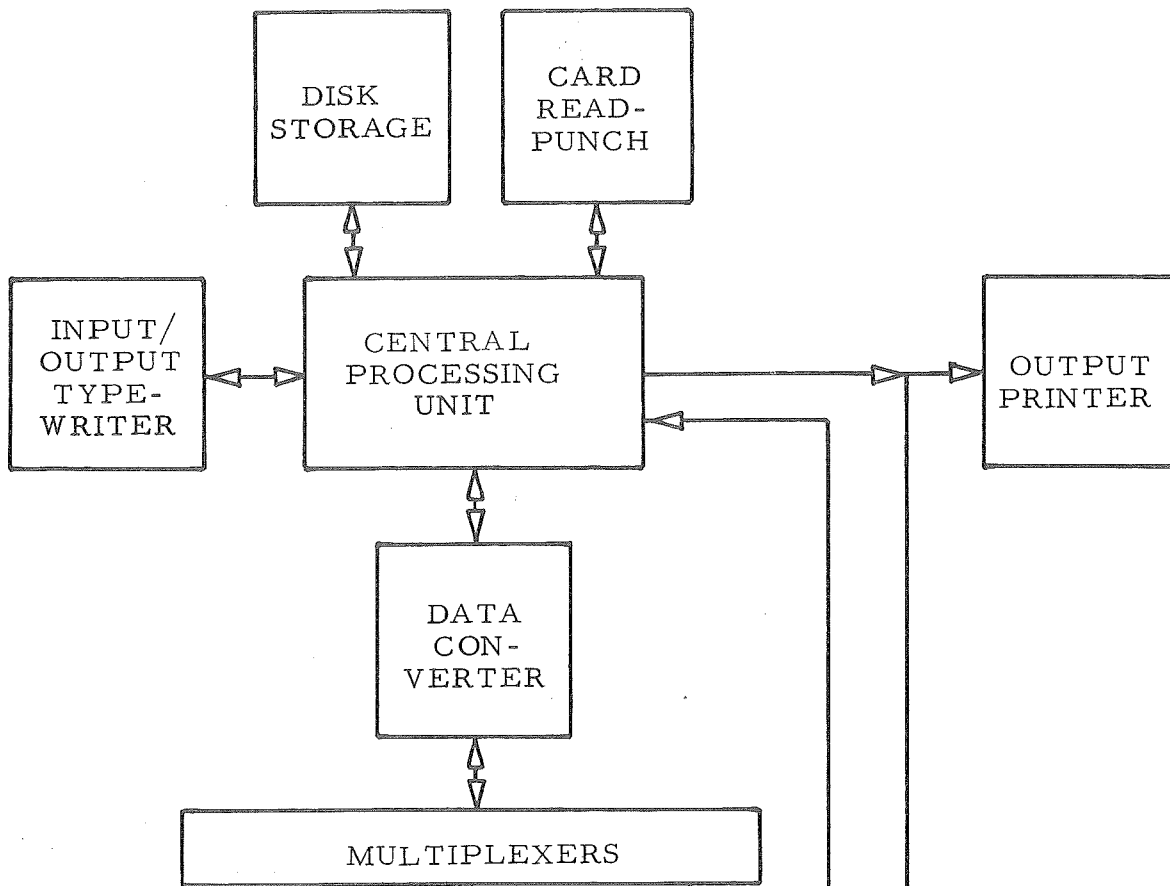 DISK
STORAGE
CARD
READ-
PUNCH
INPUT/
OUTPUT
TYPE-
WRITER
CENTRAL
PROCESSING
UNIT
OUTPUT
PRINTER
DATA
CON-
VERTER
MULTIPLEXERS